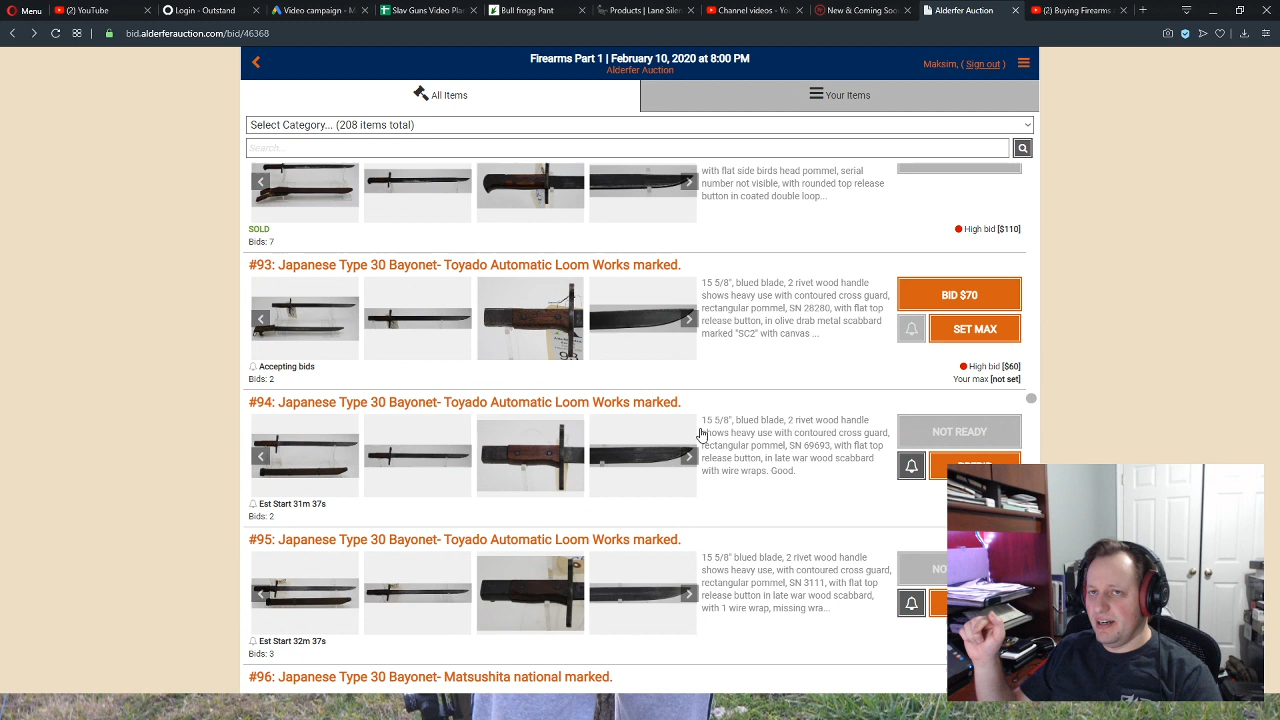 Menu
(2) YouTube
Login - Outstand
Video campaign - M
Slav Guns Video Plan
Bull frogg Pant
Products | Lane Silen
Channel videos - Yo
New & Coming Soo
Alderfer Auction
(2) Buying Firearms
bid.alderferauction.com/bid/46368
Firearms Part 1 | February 10, 2020 at 8:00 PM
Alderfer Auction
Maksim, ( Sign out )
All Items
Your Items
Select Category... (208 items total)
Search...
with flat side birds head pommel, serial
number not visible, with rounded top release
button in coated double loop...
SOLD
High bid [$110]
Bids: 7
#93: Japanese Type 30 Bayonet- Toyado Automatic Loom Works marked.
15 5/8", blued blade, 2 rivet wood handle
shows heavy use with contoured cross guard,
rectangular pommel, SN 28280, with flat top
release button, in olive drab metal scabbard
marked "SC2" with canvas ...
BID $70
SET MAX
Accepting bids
High bid [$60]
Bids: 2
Your max [not set]
#94: Japanese Type 30 Bayonet- Toyado Automatic Loom Works marked.
15 5/8", blued blade, 2 rivet wood handle
shows heavy use with contoured cross guard,
rectangular pommel, SN 69693, with flat top
release button, in late war wood scabbard
with wire wraps. Good.
NOT READY
Est Start 31m 37s
Bids: 2
#95: Japanese Type 30 Bayonet- Toyado Automatic Loom Works marked.
15 5/8" blued blade, 2 rivet wood handle
shows heavy use, with contoured cross guard,
rectangular pommel, SN 3111, with flat top
release button in late war wood scabbard,
with 1 wire wrap, missing wra...
NO
Est Start 32m 37s
Bids: 3
#96: Japanese Type 30 Bayonet- Matsushita national marked.